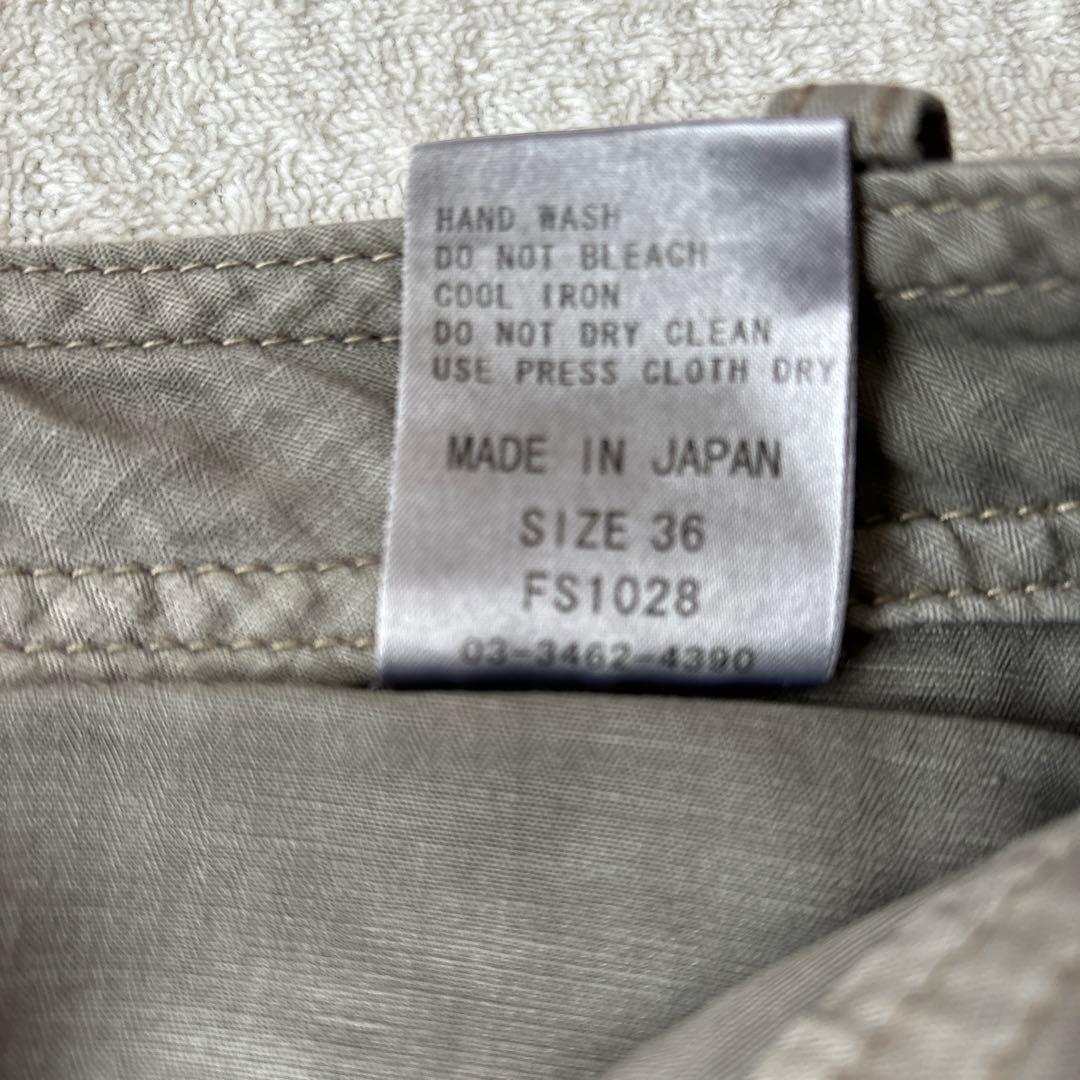 HAND WASH
DO NOT BLEACH
COOL IRON
DO NOT DRY CLEAN
USE PRESS CLOTH DRY
MADE IN JAPAN
SIZE 36
FS1028
03-3462-4390